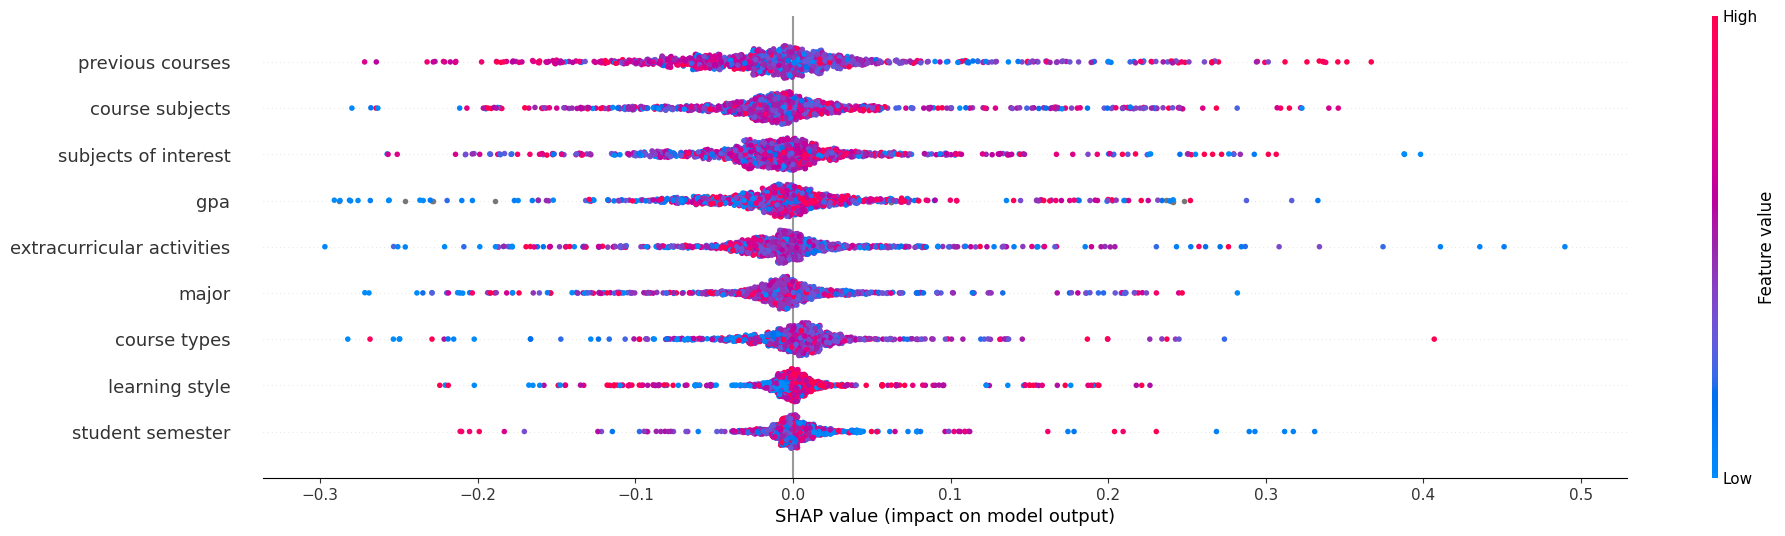 High
previous courses
course subjects
subjects of interest
gpa
extracurricular activities
major
course types
learning style
student semester
Feature value
Low
−0.3 −0.2 −0.1 0.0 0.1 0.2 0.3 0.4 0.5
SHAP value (impact on model output)